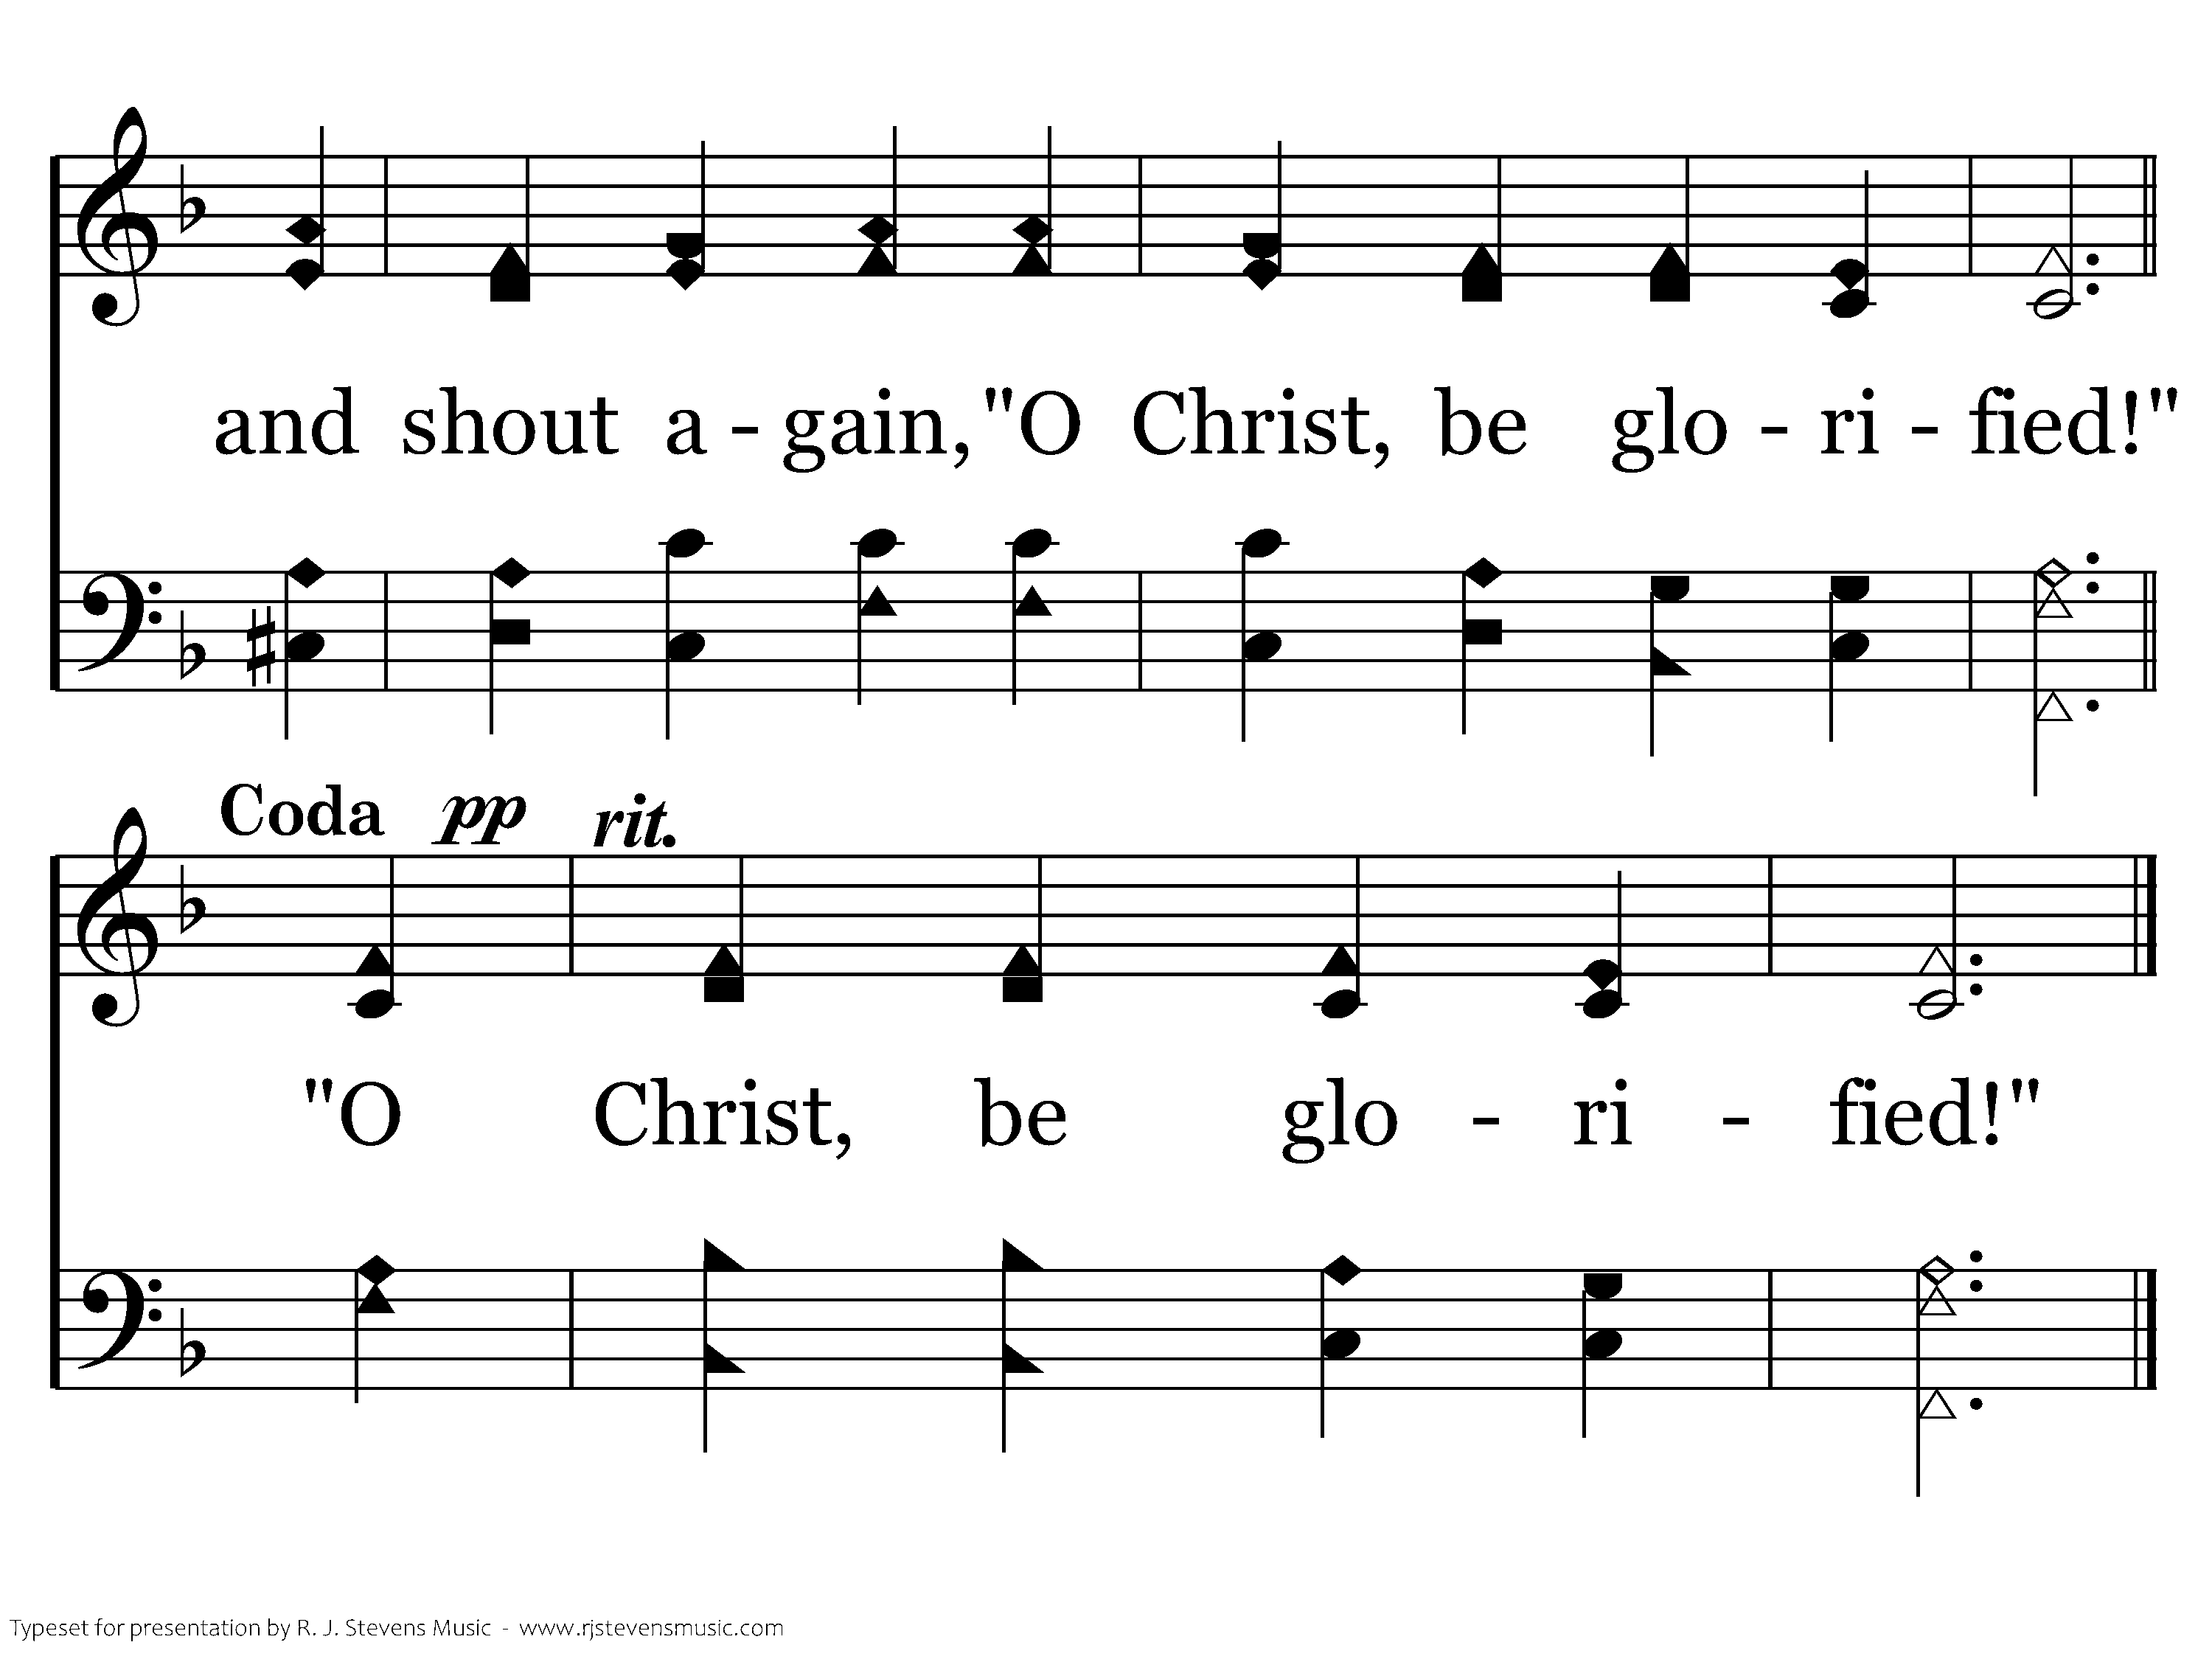 and shout a - gain, "O Christ, be glo - ri - fied!"
Coda pp rit.
"O Christ, be glo - ri - fied!"
Typeset for presentation by R. J. Stevens Music - www.rjstevensmusic.com